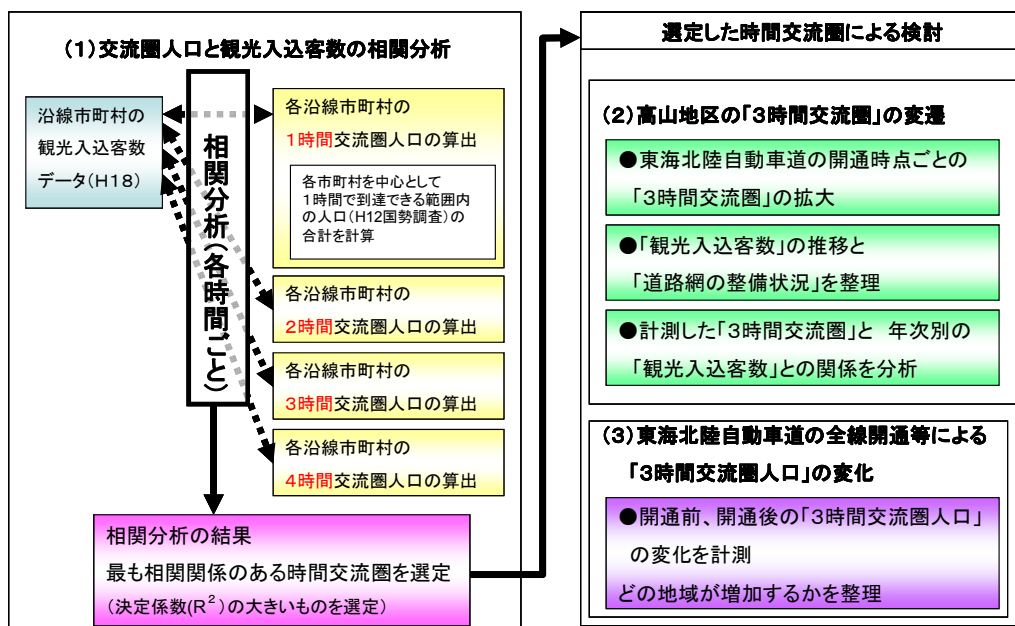 (1)交流圏人口と観光入込客数の相関分析
沿線市町村の
観光入込客数
データ(H18)
相関分析(各時間ごと)
各沿線市町村の
1時間交流圏人口の算出
各市町村を中心として
1時間で到達できる範囲内
の人口(H12国勢調査)の
合計を計算
各沿線市町村の
2時間交流圏人口の算出
各沿線市町村の
3時間交流圏人口の算出
各沿線市町村の
4時間交流圏人口の算出
相関分析の結果
最も相関関係のある時間交流圏を選定
(決定係数(R²)の大きいものを選定)
選定した時間交流圏による検討
(2)高山地区の「3時間交流圏」の変遷
●東海北陸自動車道の開通時点ごとの
「3時間交流圏」の拡大
●「観光入込客数」の推移と
「道路網の整備状況」を整理
●計測した「3時間交流圏」と 年次別の
「観光入込客数」との関係を分析
(3)東海北陸自動車道の全線開通等による
「3時間交流圏人口」の変化
●開通前、開通後の「3時間交流圏人口」
の変化を計測
どの地域が増加するかを整理